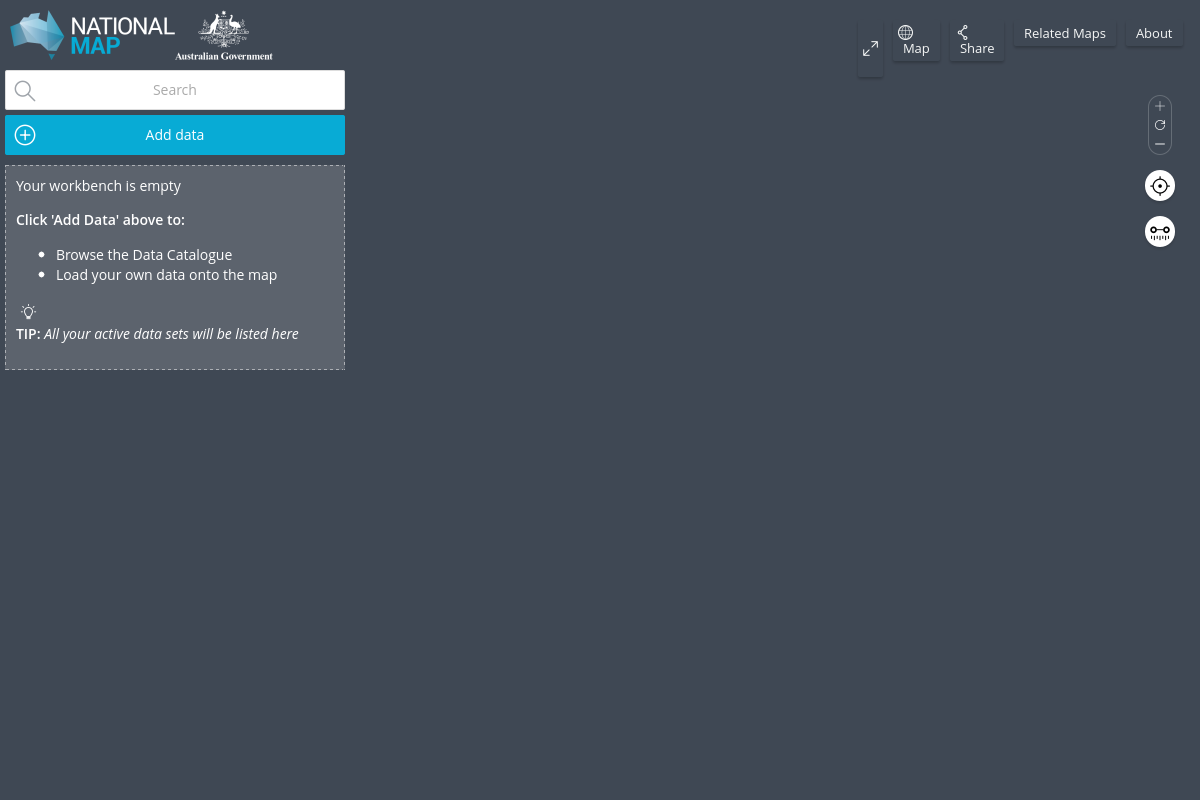 NATIONAL
MAP
Australian Government
Map
Share
Related Maps
About
Search
Add data
Your workbench is empty
Click 'Add Data' above to:
Browse the Data Catalogue
Load your own data onto the map
TIP: All your active data sets will be listed here